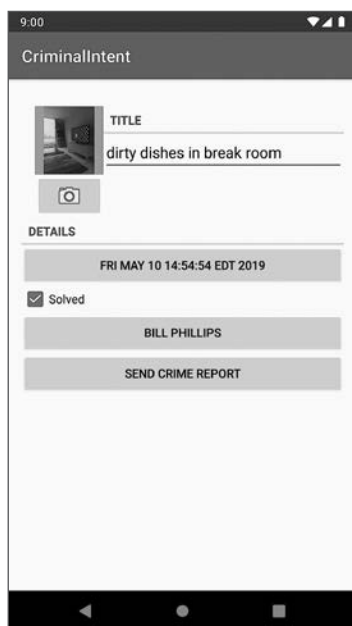 9:00
CriminalIntent
TITLE
dirty dishes in break room
DETAILS
FRI MAY 10 14:54:54 EDT 2019
Solved
BILL PHILLIPS
SEND CRIME REPORT